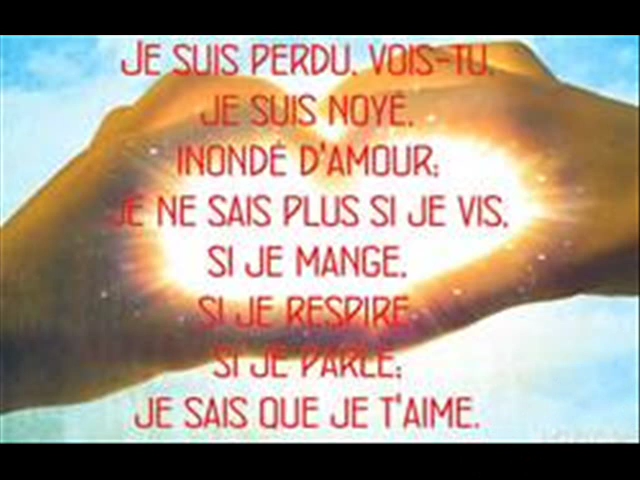 JE SUIS PERDU, VOIS-TU,
JE SUIS NOYÉ,
INONDÉ D'AMOUR;
JE NE SAIS PLUS SI JE VIS,
SI JE MANGE,
SI JE RESPIRE,
SI JE PARLE;
JE SAIS QUE JE T'AIME.